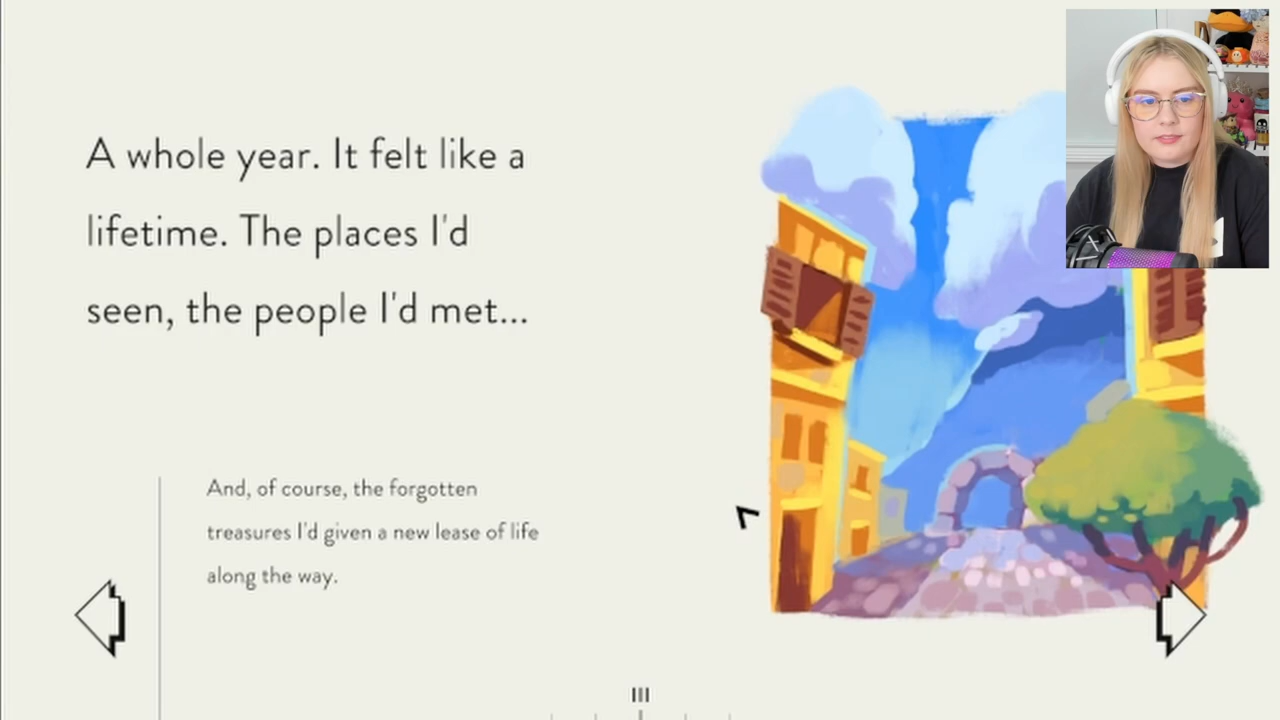 A whole year. It felt like a
lifetime. The places I'd
seen, the people I'd met...
And, of course, the forgotten
treasures I'd given a new lease of life
along the way.
III